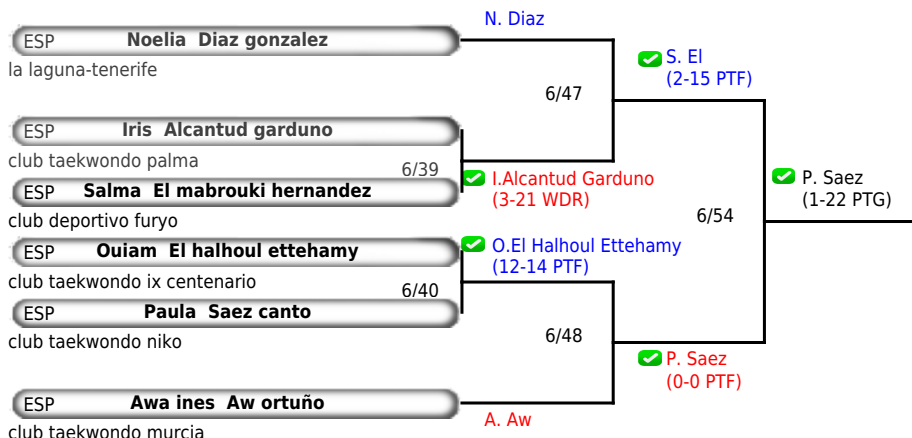 N. Diaz
ESP Noelia Diaz gonzalez
la laguna-tenerife
S. El
(2-15 PTF)
6/47
ESP Iris Alcantud garduno
club taekwondo palma
6/39
I.Alcantud Garduno
(3-21 WDR)
P. Saez
(1-22 PTG)
ESP Salma El mabrouki hernandez
club deportivo furyo
6/54
ESP Ouiam El halhoul ettehamy
club taekwondo ix centenario
O.El Halhoul Ettehamy
(12-14 PTF)
6/40
ESP Paula Saez canto
club taekwondo niko
6/48
P. Saez
(0-0 PTF)
ESP Awa ines Aw ortuño
A. Aw
club taekwondo murcia